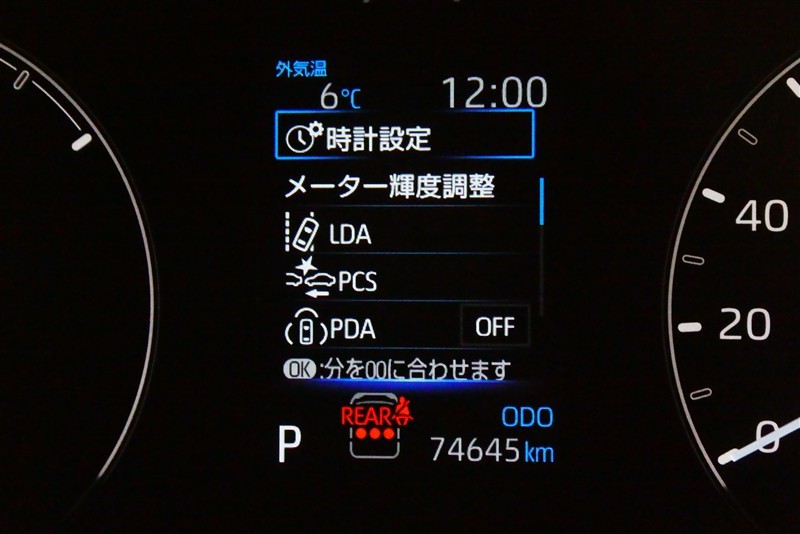 外気温
6℃ 12:00
時計設定
メーター輝度調整
LDA
PCS
PDA OFF
OK:分を00に合わせます
REAR
ODO
P 74645km
40
20
0